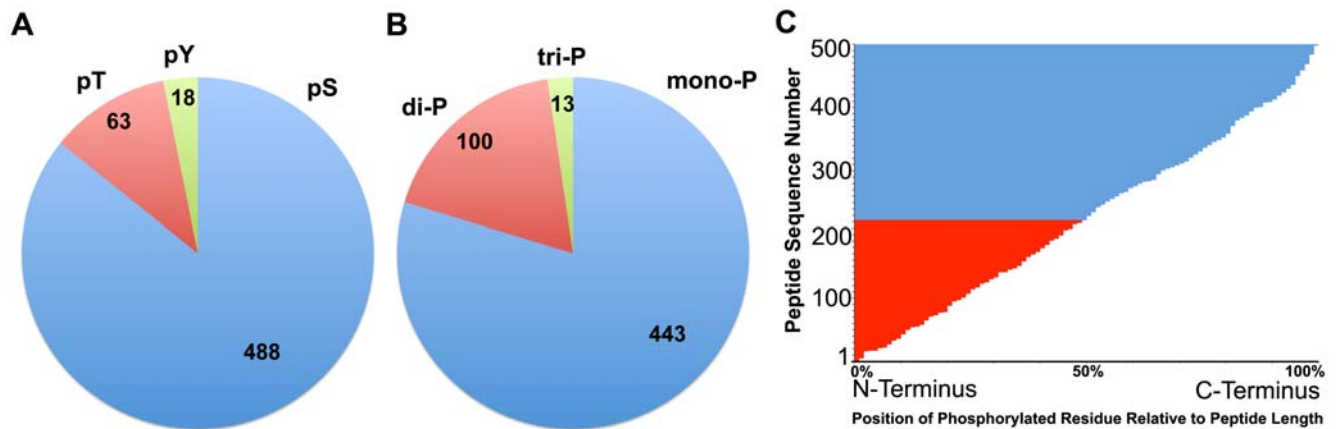 A
pT
pY
pS
63
18
488
B
di-P
tri-P
mono-P
100
13
443
C
Peptide Sequence Number
500
400
300
200
100
1
0%
50%
100%
N-Terminus
C-Terminus
Position of Phosphorylated Residue Relative to Peptide Length